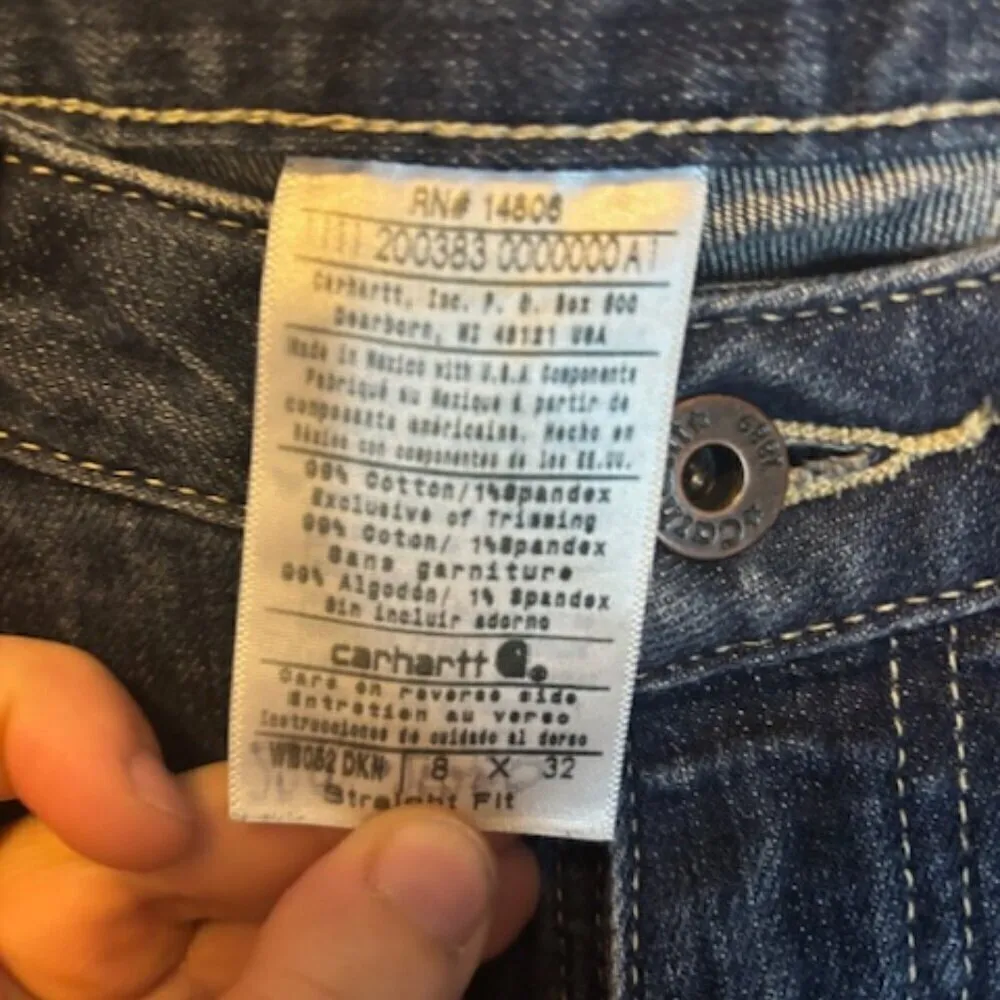 RN# 14806
200383 0000000A
Carhartt, Inc. P. O. Box 600
Dearborn, MI 48121 USA
Made in Mexico with U.S.A Components
Fabriqué au Mexique à partir de
composants américains. Hecho en
México con componentes de los EE.UU.
99% Cotton/1%Spandex
Exclusive of Trimming
99% Coton/ 1%Spandex
Sans garniture
99% Algodón/ 1% Spandex
Sin incluir adorno
carhartt
Care on reverse side
Entretien au verso
Instrucciones de cuidado al dorso
WB052 DKN 8 X 32
Straight Fit